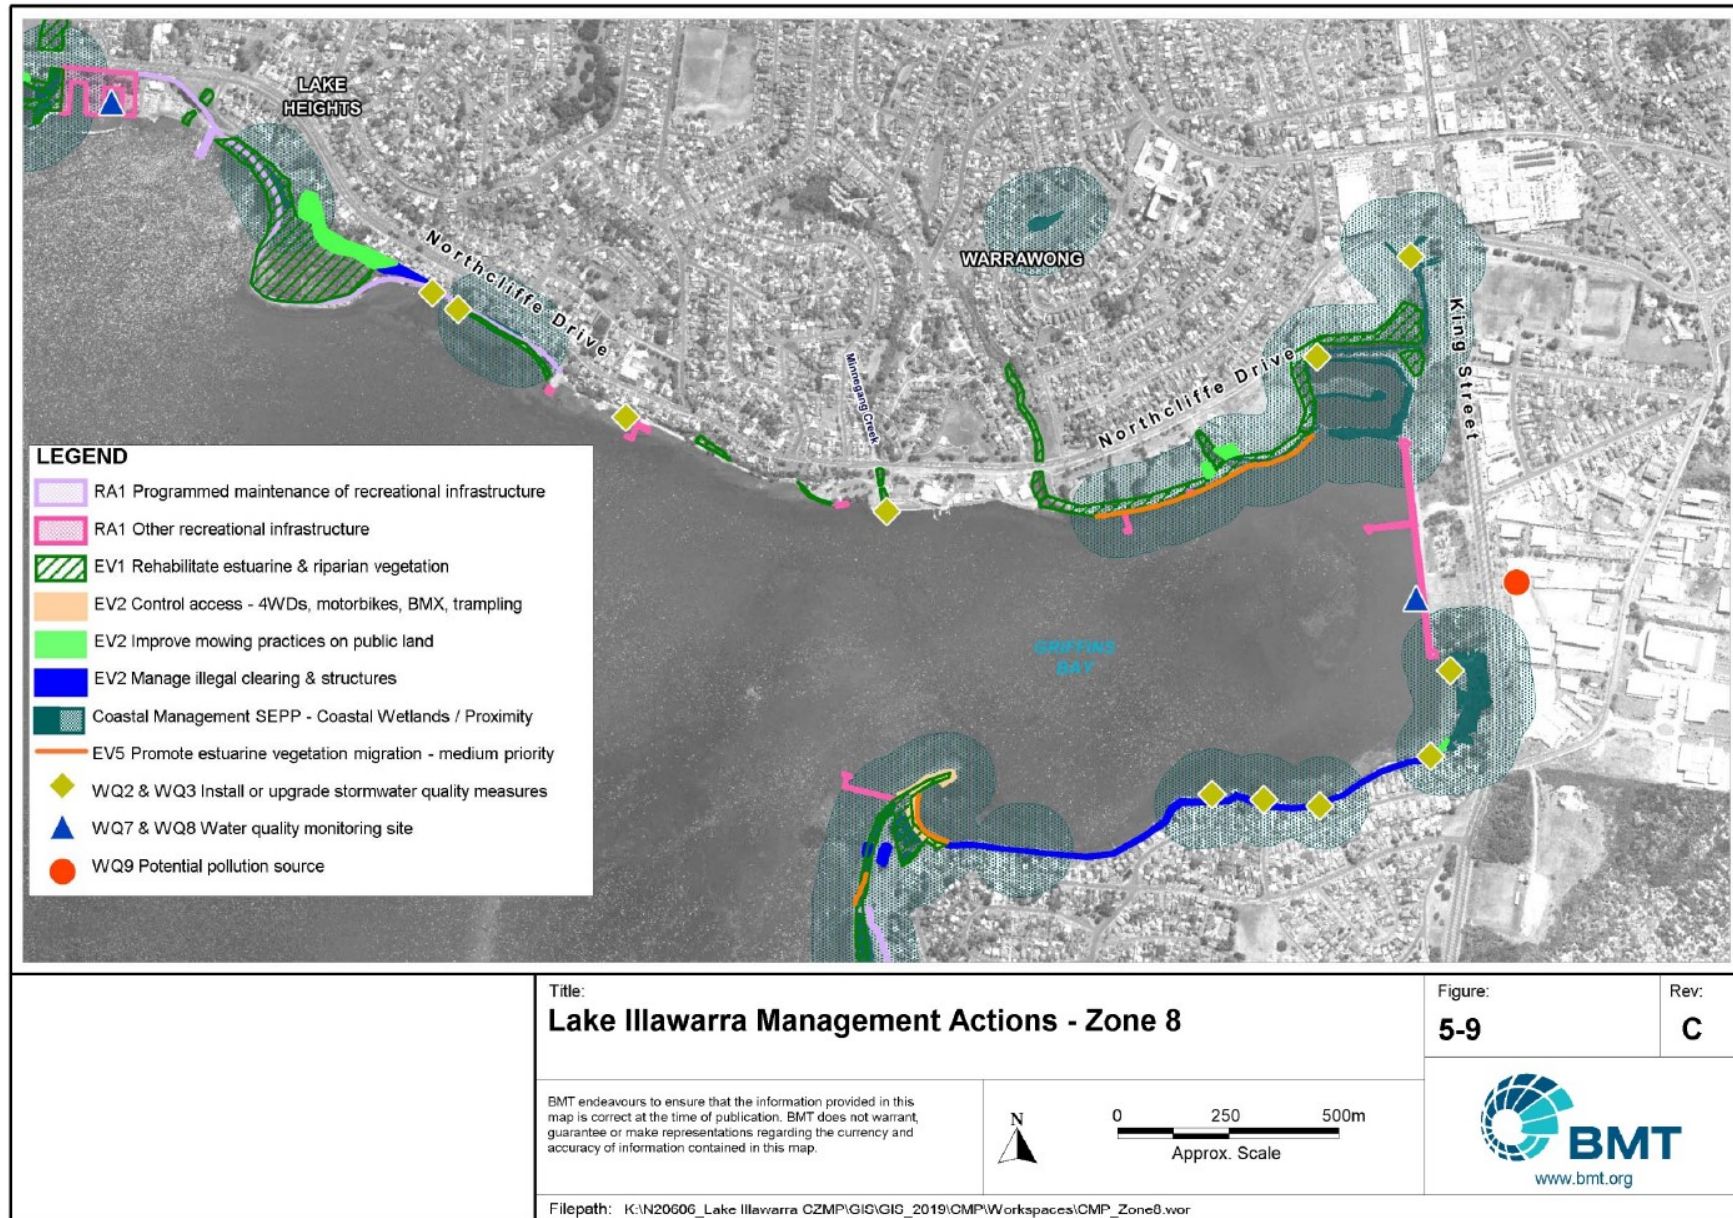 LAKE
HEIGHTS
Northcliffe Drive
WARRAWONG
Minnegang Creek
Northcliffe Drive
King Street
GRIFFINS
BAY
LEGEND
RA1 Programmed maintenance of recreational infrastructure
RA1 Other recreational infrastructure
EV1 Rehabilitate estuarine & riparian vegetation
EV2 Control access - 4WDs, motorbikes, BMX, trampling
EV2 Improve mowing practices on public land
EV2 Manage illegal clearing & structures
Coastal Management SEPP - Coastal Wetlands / Proximity
EV5 Promote estuarine vegetation migration - medium priority
WQ2 & WQ3 Install or upgrade stormwater quality measures
WQ7 & WQ8 Water quality monitoring site
WQ9 Potential pollution source
Title:
Lake Illawarra Management Actions - Zone 8
Figure:
5-9
Rev:
C
BMT endeavours to ensure that the information provided in this
map is correct at the time of publication. BMT does not warrant,
guarantee or make representations regarding the currency and
accuracy of information contained in this map.
N
0 250 500m
Approx. Scale
BMT
www.bmt.org
Filepath: K:\N20606_Lake Illawarra CZMP\GIS\GIS_2019\CMP\Workspaces\CMP_Zone8.wor